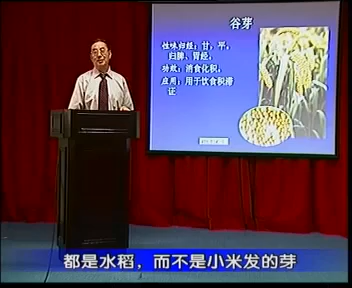 谷芽
性味归经：甘，平，
归脾、胃经。
功效：消食化积。
应用：用于饮食积滞
证
都是水稻，而不是小米发的芽